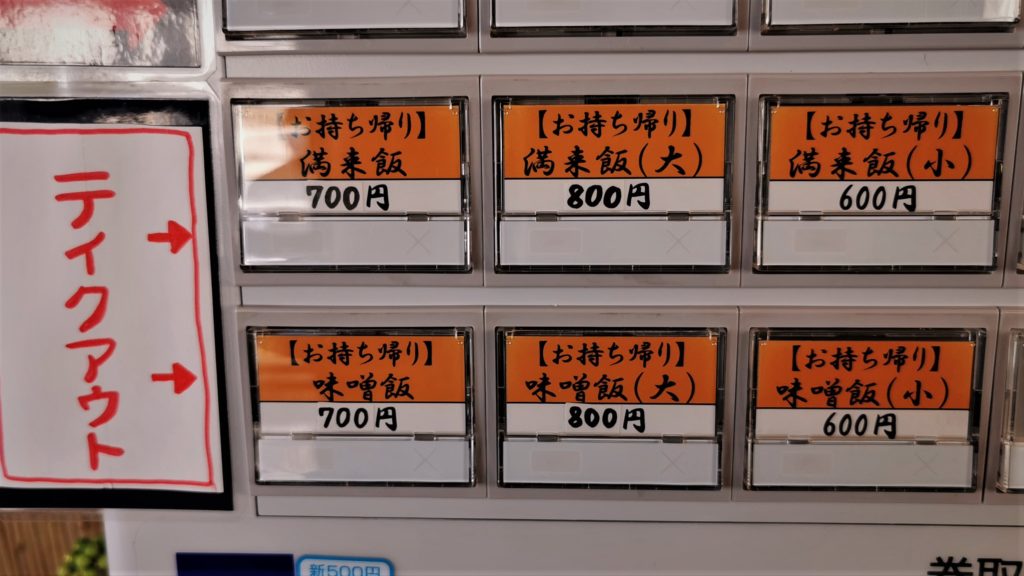 テイクアウト
【お持ち帰り】
満来飯
700円
【お持ち帰り】
満来飯(大)
800円
【お持ち帰り】
満来飯(小)
600円
【お持ち帰り】
味噌飯
700円
【お持ち帰り】
味噌飯(大)
800円
【お持ち帰り】
味噌飯(小)
600円
新500円